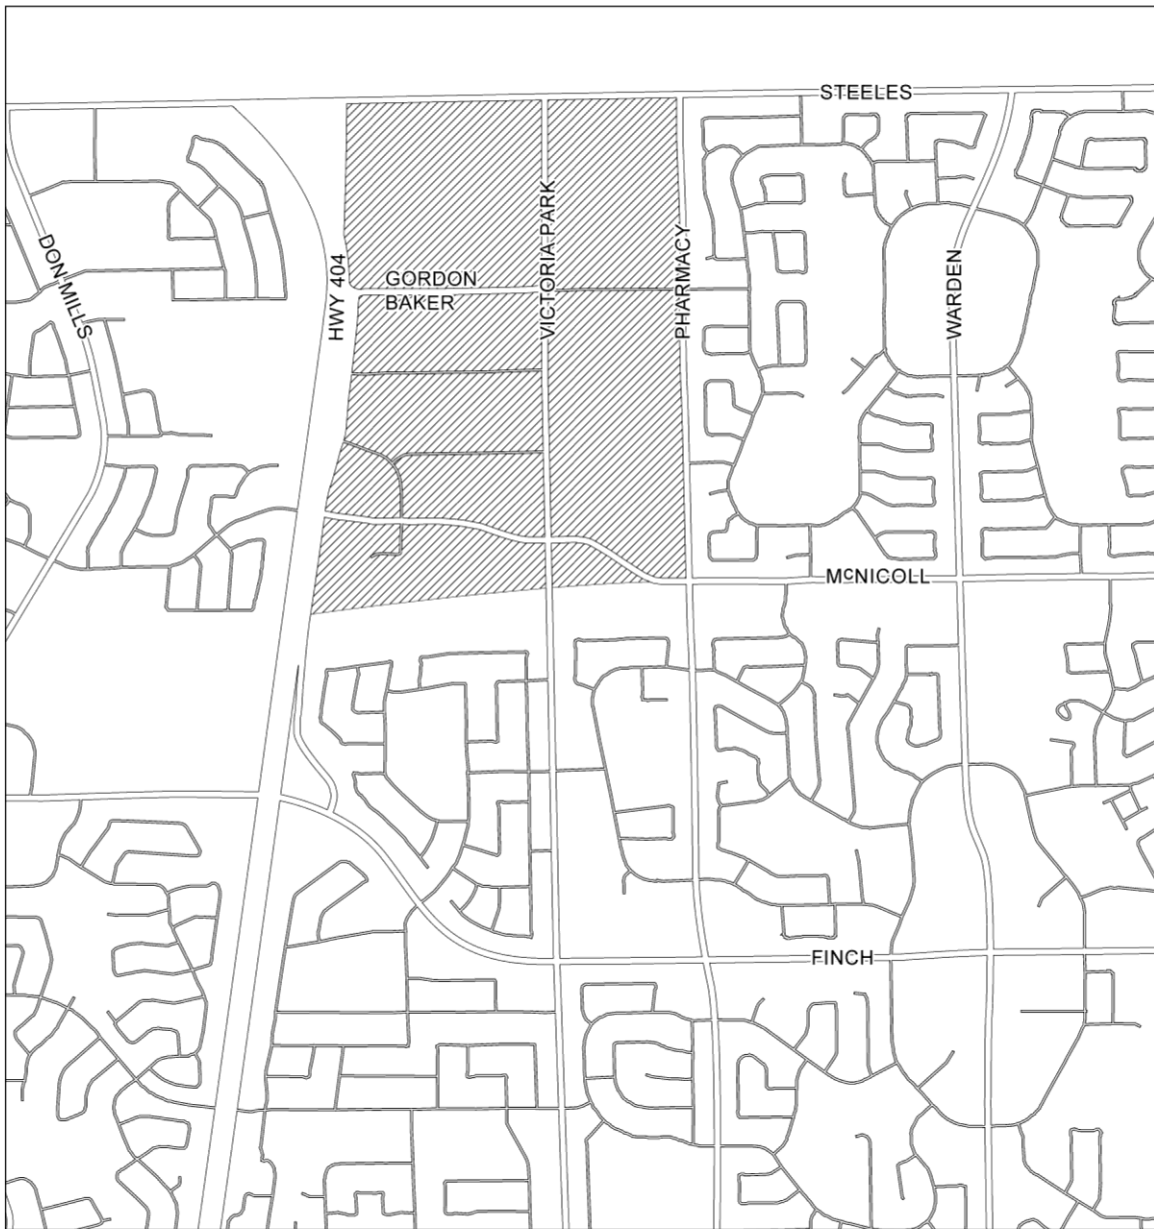 STEELES
DON MILLS
HWY 404
GORDON
BAKER
VICTORIA PARK
PHARMACY
WARDEN
McNICOLL
FINCH